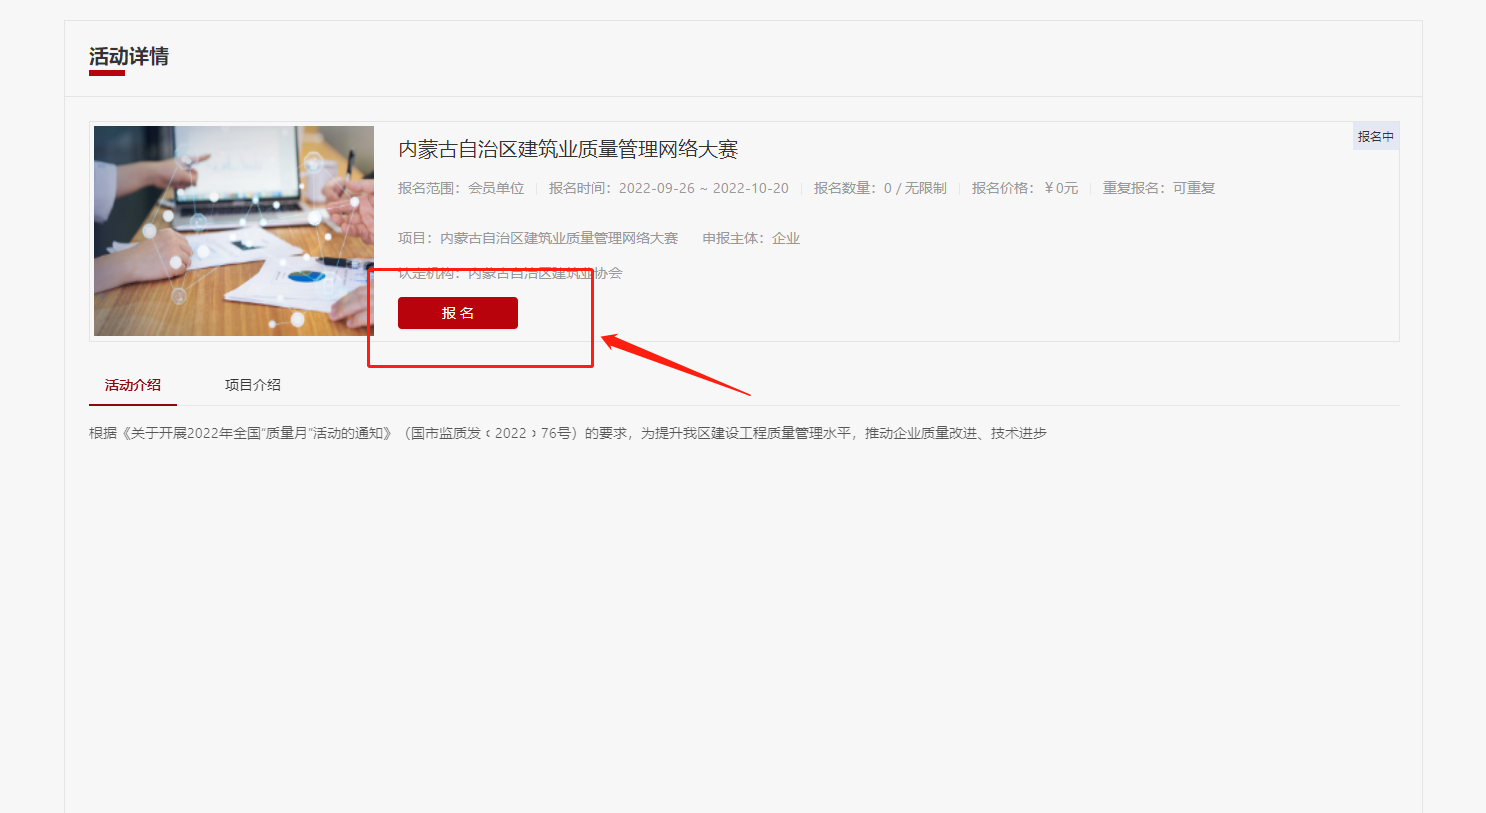 活动详情
报名中
内蒙古自治区建筑业质量管理网络大赛
报名范围：会员单位 报名时间：2022-09-26 ~ 2022-10-20 报名数量：0 / 无限制 报名价格：￥0元 重复报名：可重复
项目：内蒙古自治区建筑业质量管理网络大赛 申报主体：企业
认定机构：内蒙古自治区建筑业协会
报 名
活动介绍 项目介绍
根据《关于开展2022年全国“质量月”活动的通知》（国市监质发﹝2022﹞76号）的要求，为提升我区建设工程质量管理水平，推动企业质量改进、技术进步